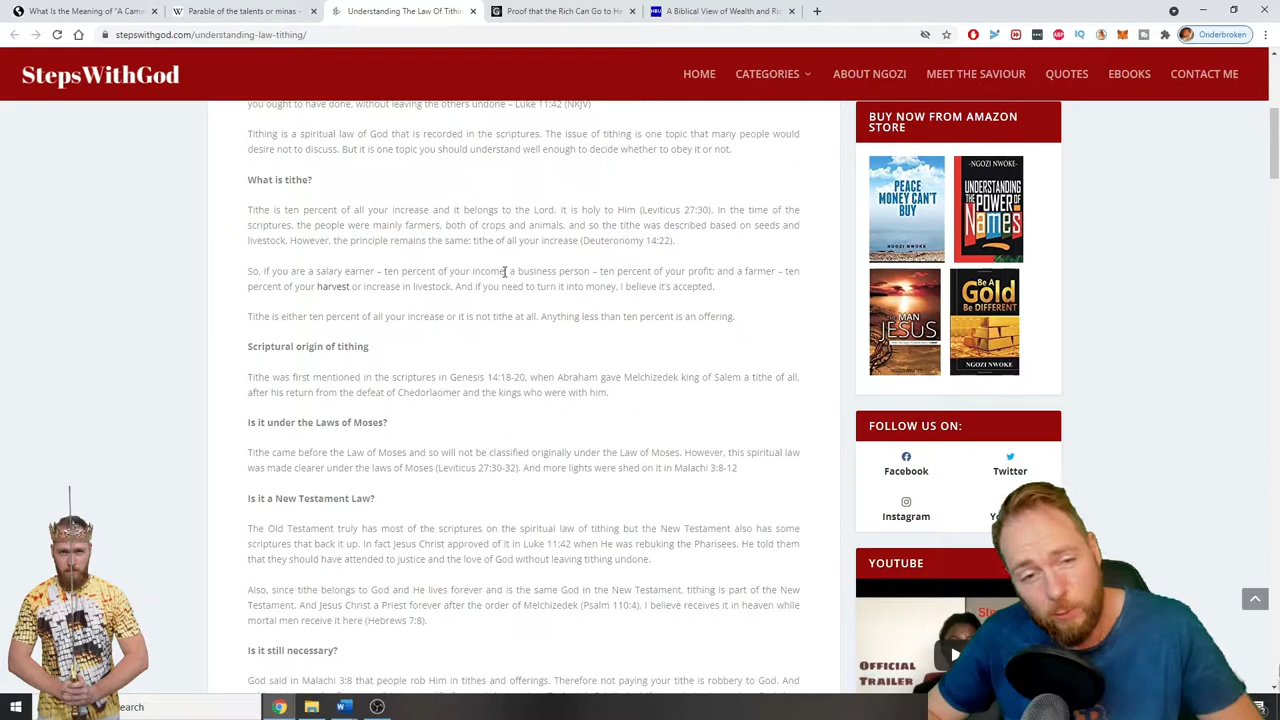 What is the Meaning of "A Cam
Parable of the talents or minas -
Understanding The Law Of Tithin
Proof that the Rich Can Go to He
HBU
A Biblical View of Wealth and Ric
stepswithgod.com/understanding-law-tithing/
ABP
IQ
Onderbroken
StepsWithGod
HOME
CATEGORIES
ABOUT NGOZI
MEET THE SAVIOUR
QUOTES
EBOOKS
CONTACT ME
you ought to have done, without leaving the others undone – Luke 11:42 (NKJV)
Tithing is a spiritual law of God that is recorded in the scriptures. The issue of tithing is one topic that many people would
desire not to discuss. But it is one topic you should understand well enough to decide whether to obey it or not.
What is tithe?
Tithe is ten percent of all your increase and it belongs to the Lord. It is holy to Him (Leviticus 27:30). In the time of the
scriptures, the people were mainly farmers, both of crops and animals, and so the tithe was described based on seeds and
livestock. However, the principle remains the same: tithe of all your increase (Deuteronomy 14:22).
So, if you are a salary earner – ten percent of your income; a business person – ten percent of your profit; and a farmer – ten
percent of your harvest or increase in livestock. And if you need to turn it into money, I believe it's accepted.
Tithe is either ten percent of all your increase or it is not tithe at all. Anything less than ten percent is an offering.
Scriptural origin of tithing
Tithe was first mentioned in the scriptures in Genesis 14:18-20, when Abraham gave Melchizedek king of Salem a tithe of all,
after his return from the defeat of Chedorlaomer and the kings who were with him.
Is it under the Laws of Moses?
Tithe came before the Law of Moses and so will not be classified originally under the Law of Moses. However, this spiritual law
was made clearer under the laws of Moses (Leviticus 27:30-32). And more lights were shed on it in Malachi 3:8-12
Is it a New Testament Law?
The Old Testament truly has most of the scriptures on the spiritual law of tithing but the New Testament also has some
scriptures that back it up. In fact Jesus Christ approved of it in Luke 11:42 when He was rebuking the Pharisees. He told them
that they should have attended to justice and the love of God without leaving tithing undone.
Also, since tithe belongs to God and He lives forever and is the same God in the New Testament, tithing is part of the New
Testament. And Jesus Christ a Priest forever after the order of Melchizedek (Psalm 110:4), I believe receives it in heaven while
mortal men receive it here (Hebrews 7:8).
Is it still necessary?
God said in Malachi 3:8 that people rob Him in tithes and offerings. Therefore not paying your tithe is robbery to God. And
BUY NOW FROM AMAZON
STORE
PEACE
MONEY CAN'T
BUY
NGOZI NWOKE
-NGOZI NWOKE-
UNDERSTANDING
THE POWER
OF
Names
THE MAN
JESUS
NGOZI NWOKE
Be A
Gold
Be DIFFERENT
NGOZI NWOKE
FOLLOW US ON:
Facebook
Twitter
Instagram
YOUTUBE
OFFICIAL
TRAILER
earch